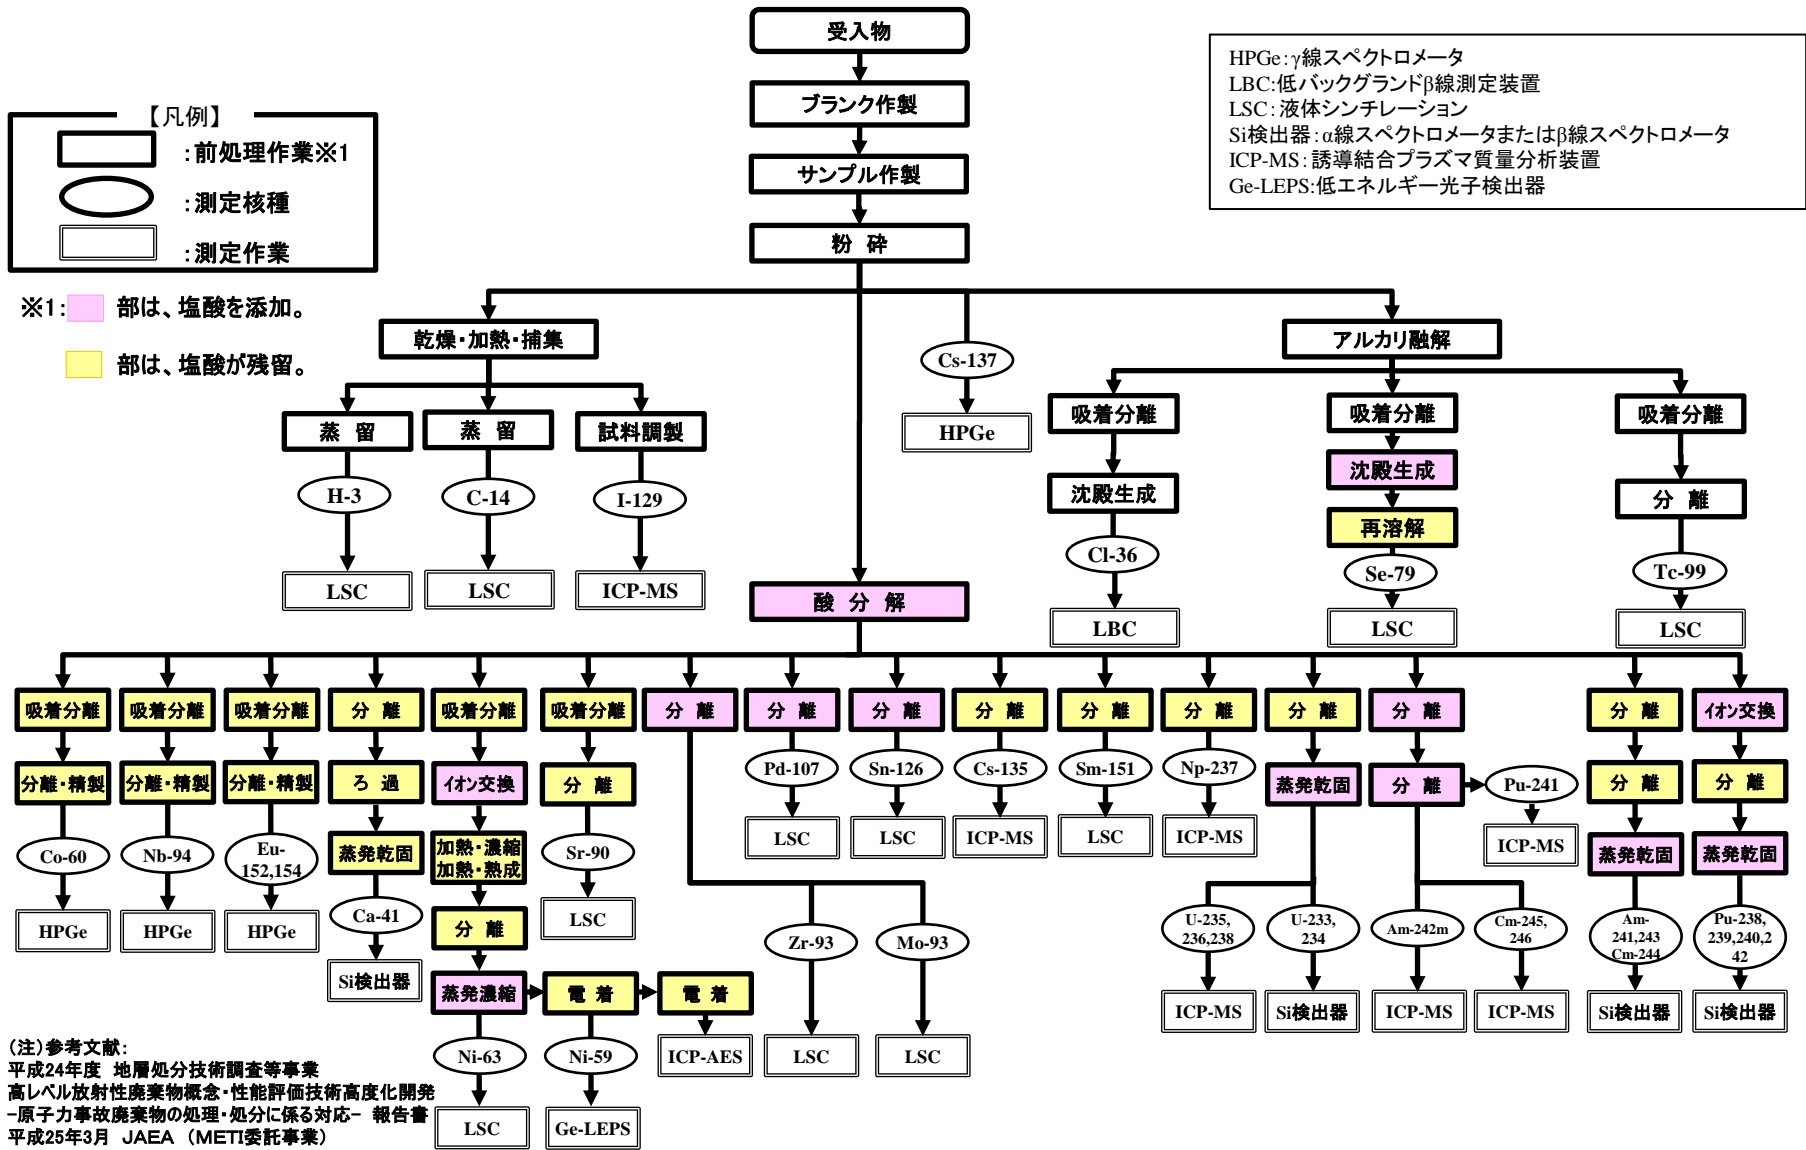 受入物
ブランク作製
サンプル作製
粉 砕
HPGe:γ線スペクトロメータ
LBC:低バックグランドβ線測定装置
LSC:液体シンチレーション
Si検出器:α線スペクトロメータまたはβ線スペクトロメータ
ICP-MS:誘導結合プラズマ質量分析装置
Ge-LEPS:低エネルギー光子検出器
【凡例】
:前処理作業※1
:測定核種
:測定作業
※1: 部は、塩酸を添加。
部は、塩酸が残留。
乾燥・加熱・捕集
Cs-137
HPGe
アルカリ融解
蒸 留
蒸 留
試料調製
H-3
C-14
I-129
LSC
LSC
ICP-MS
吸着分離
吸着分離
吸着分離
沈殿生成
沈殿生成
分 離
再溶解
Cl-36
Se-79
Tc-99
LBC
LSC
LSC
酸 分 解
吸着分離
吸着分離
吸着分離
分 離
吸着分離
吸着分離
分 離
分 離
分 離
分 離
分 離
分 離
分 離
分 離
分 離
イオン交換
分離・精製
分離・精製
分離・精製
ろ 過
イオン交換
分 離
Pd-107
Sn-126
Cs-135
Sm-151
Np-237
蒸発乾固
分 離
Pu-241
分 離
分 離
Co-60
Nb-94
Eu-
152,154
蒸発乾固
加熱・濃縮
加熱・熟成
Sr-90
LSC
LSC
ICP-MS
LSC
ICP-MS
ICP-MS
蒸発乾固
蒸発乾固
HPGe
HPGe
HPGe
Ca-41
分 離
LSC
Zr-93
Mo-93
U-235,
236,238
U-233,
234
Am-242m
Cm-245,
246
Am-
241,243
Cm-244
Pu-238,
239,240,2
42
Si検出器
蒸発濃縮
電 着
電 着
ICP-MS
Si検出器
ICP-MS
ICP-MS
Si検出器
Si検出器
Ni-63
Ni-59
ICP-AES
LSC
LSC
LSC
Ge-LEPS
(注)参考文献:
平成24年度 地層処分技術調査等事業
高レベル放射性廃棄物概念・性能評価技術高度化開発
-原子力事故廃棄物の処理・処分に係る対応- 報告書
平成25年3月 JAEA (METI委託事業)